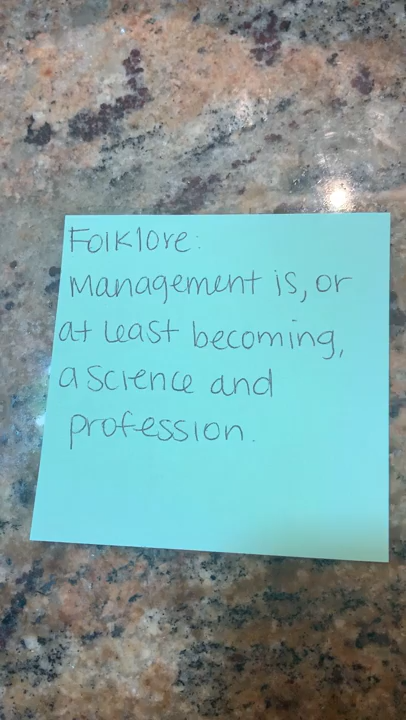 Folklore:
Management is, or
at least becoming,
a science and
profession.